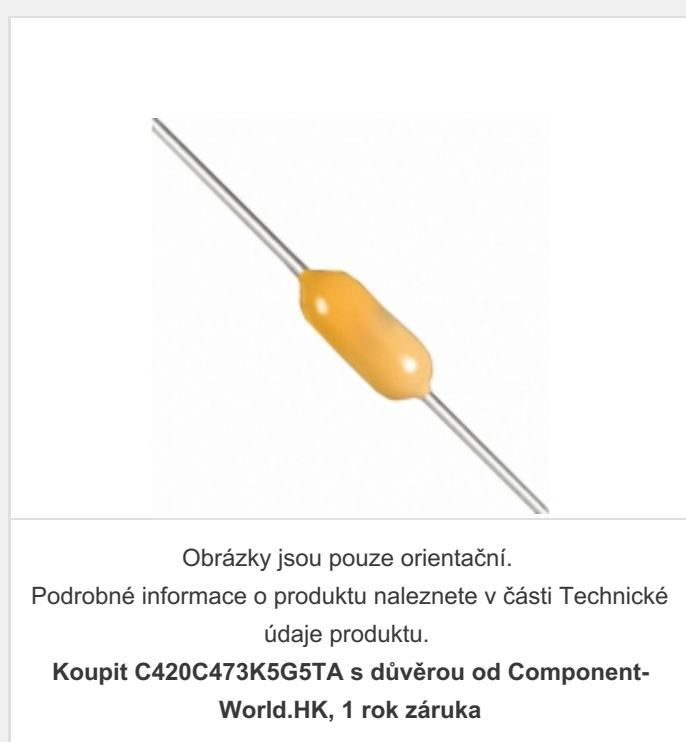 Obrázky jsou pouze orientační.
Podrobné informace o produktu naleznete v části Technické
údaje produktu.
Koupit C420C473K5G5TA s důvěrou od Component-
World.HK, 1 rok záruka